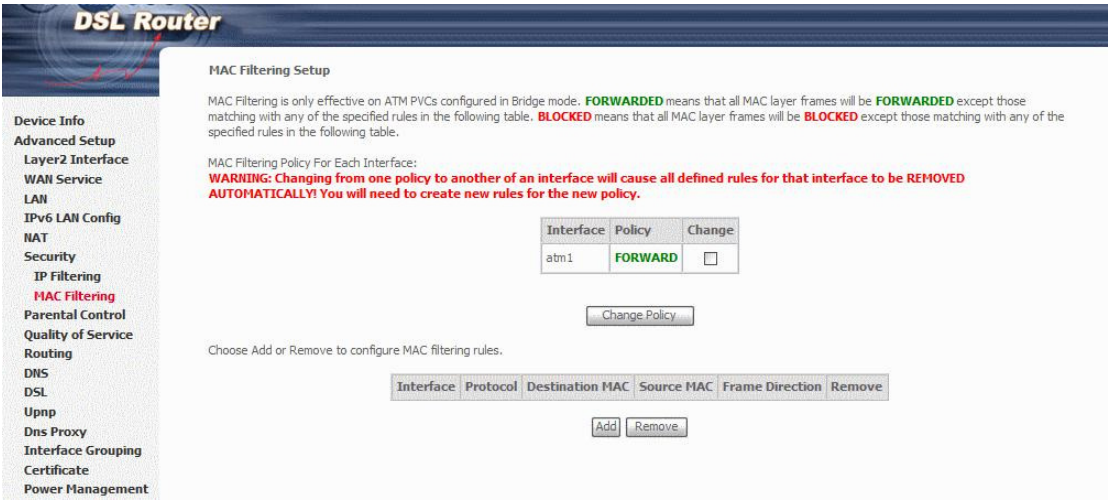 DSL Router
Device Info
Advanced Setup
Layer2 Interface
WAN Service
LAN
IPv6 LAN Config
NAT
Security
IP Filtering
MAC Filtering
Parental Control
Quality of Service
Routing
DNS
DSL
Upnp
Dns Proxy
Interface Grouping
Certificate
Power Management
MAC Filtering Setup
MAC Filtering is only effective on ATM PVCs configured in Bridge mode. FORWARDED means that all MAC layer frames will be FORWARDED except those
matching with any of the specified rules in the following table. BLOCKED means that all MAC layer frames will be BLOCKED except those matching with any of the
specified rules in the following table.
MAC Filtering Policy For Each Interface:
WARNING: Changing from one policy to another of an interface will cause all defined rules for that interface to be REMOVED
AUTOMATICALLY! You will need to create new rules for the new policy.
Interface Policy Change
atm1 FORWARD
Change Policy
Choose Add or Remove to configure MAC filtering rules.
Interface Protocol Destination MAC Source MAC Frame Direction Remove
Add Remove